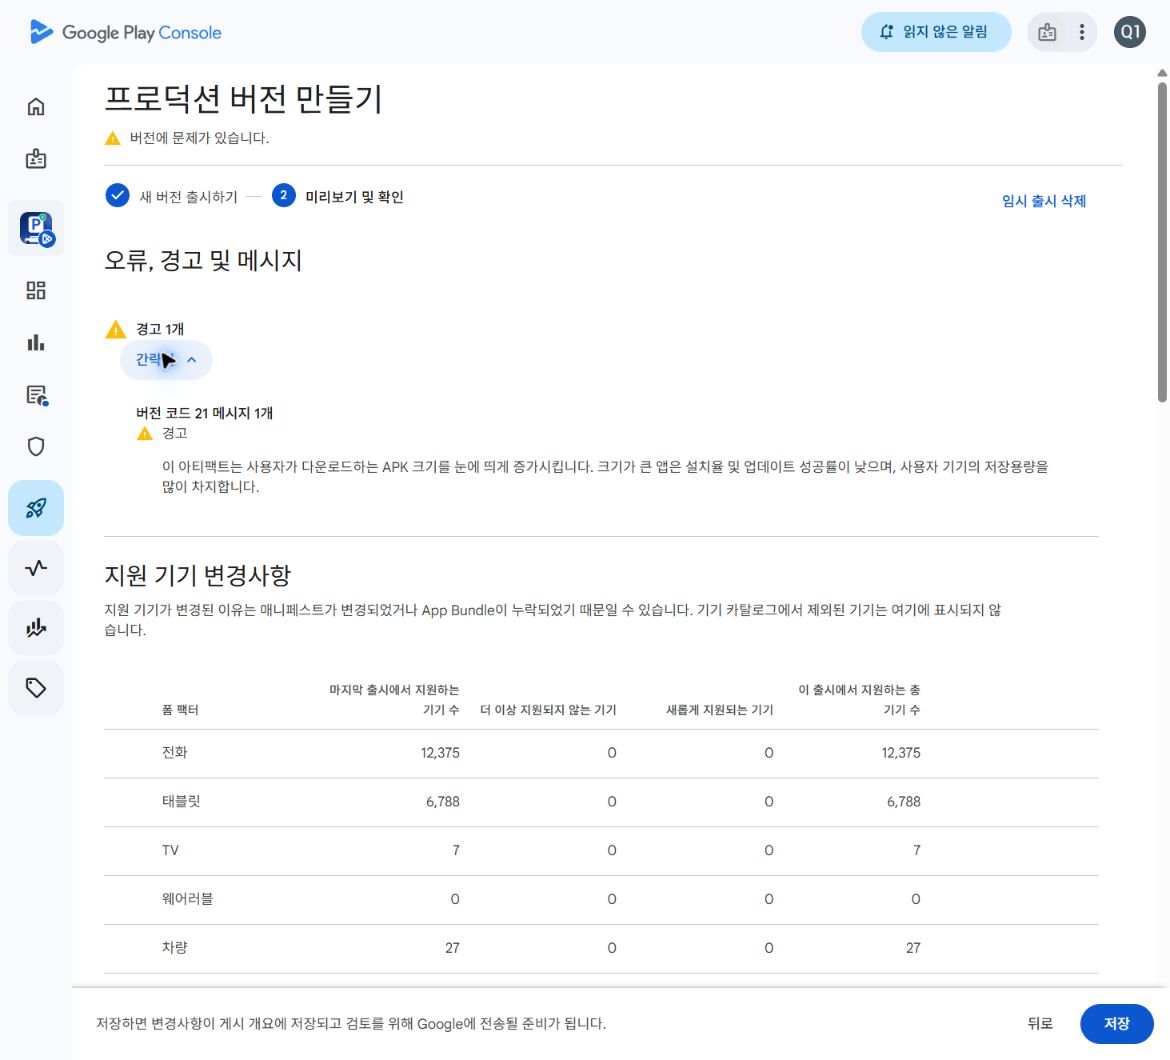 Google Play Console
읽지 않은 알림
Q1
프로덕션 버전 만들기
버전에 문제가 있습니다.
새 버전 출시하기
2 미리보기 및 확인
임시 출시 삭제
오류, 경고 및 메시지
경고 1개
간략
버전 코드 21 메시지 1개
경고
이 아티팩트는 사용자가 다운로드하는 APK 크기를 눈에 띄게 증가시킵니다. 크기가 큰 앱은 설치율 및 업데이트 성공률이 낮으며, 사용자 기기의 저장용량을
많이 차지합니다.
지원 기기 변경사항
지원 기기가 변경된 이유는 매니페스트가 변경되었거나 App Bundle이 누락되었기 때문일 수 있습니다. 기기 카탈로그에서 제외된 기기는 여기에 표시되지 않
습니다.
마지막 출시에서 지원하는 이 출시에서 지원하는 총
폼 팩터 기기 수 더 이상 지원되지 않는 기기 새롭게 지원되는 기기 기기 수
전화 12,375 0 0 12,375
태블릿 6,788 0 0 6,788
TV 7 0 0 7
웨어러블 0 0 0 0
차량 27 0 0 27
저장하면 변경사항이 게시 개요에 저장되고 검토를 위해 Google에 전송될 준비가 됩니다.
뒤로
저장